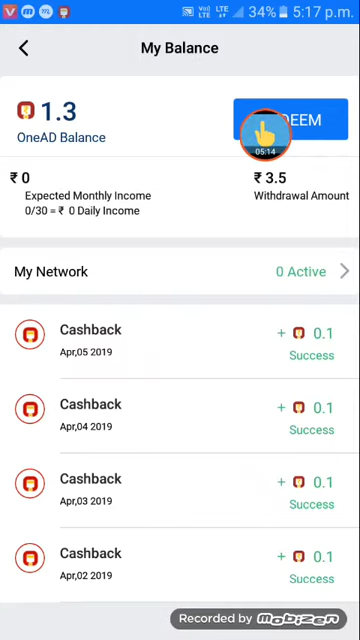 34% 5:17 p.m.
My Balance
1.3
OneAD Balance
05:14
₹ 0
Expected Monthly Income
0/30 = ₹ 0 Daily Income
₹ 3.5
Withdrawal Amount
My Network
0 Active
Cashback
+ 0.1
Apr,05 2019
Success
Cashback
+ 0.1
Apr,04 2019
Success
Cashback
+ 0.1
Apr,03 2019
Success
Cashback
+ 0.1
Apr,02 2019
Success
Recorded by Mobizen